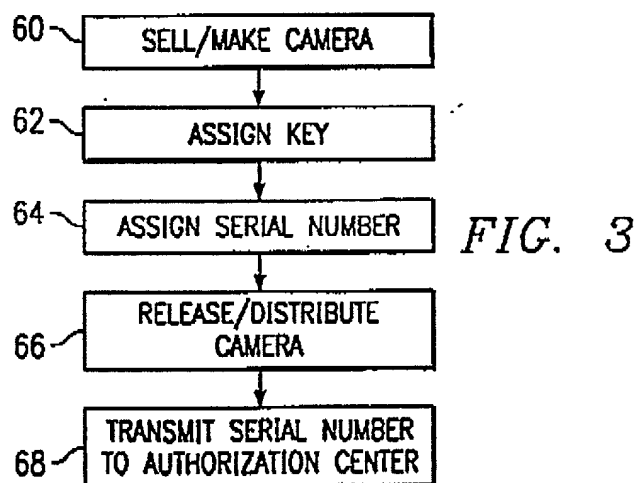 60 SELL/MAKE CAMERA
62 ASSIGN KEY
64 ASSIGN SERIAL NUMBER
FIG. 3
66 RELEASE/DISTRIBUTE
CAMERA
68 TRANSMIT SERIAL NUMBER
TO AUTHORIZATION CENTER